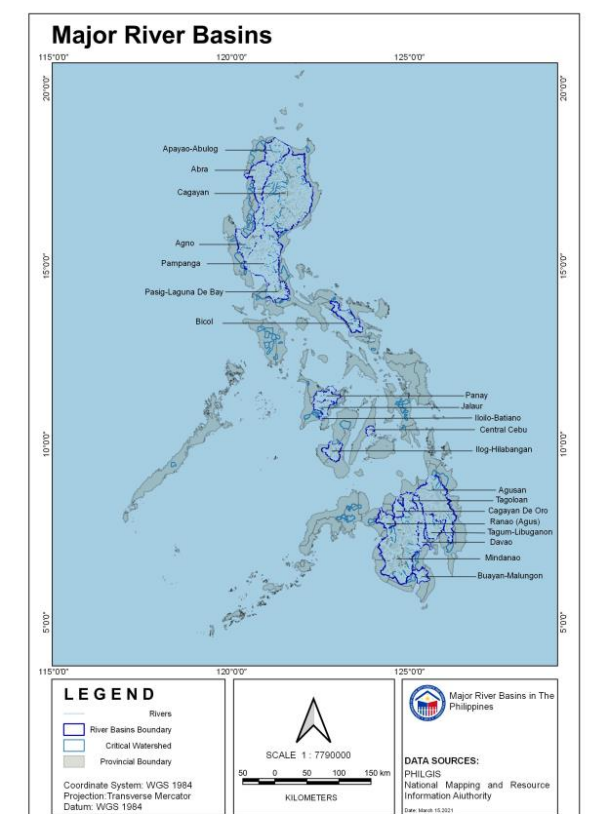 Major River Basins
115°0'0" 120°0'0" 125°0'0"
20°0'0" 20°0'0"
Apayao-Abulog
Abra
Cagayan
Agno
15°0'0" 15°0'0"
Pampanga
Pasig-Laguna De Bay
Bicol
Panay
Jalaur
Iloilo-Batiano
Central Cebu
10°0'0" 10°0'0"
Ilog-Hilabangan
Agusan
Tagoloan
Cagayan De Oro
Ranao (Agus)
Tagum-Libuganon
Davao
Mindanao
Buayan-Malungon
5°0'0" 5°0'0"
115°0'0" 120°0'0" 125°0'0"
LEGEND
Rivers
River Basins Boundary
Critical Watershed
Provincial Boundary
Coordinate System: WGS 1984
Projection:Transverse Mercator
Datum: WGS 1984
SCALE 1 : 7790000
50 0 50 100 150 km
KILOMETERS
Major River Basins in The
Philippines
DATA SOURCES:
PHILGIS
National Mapping and Resource
Information Aiuthority
Date: March 15,2021